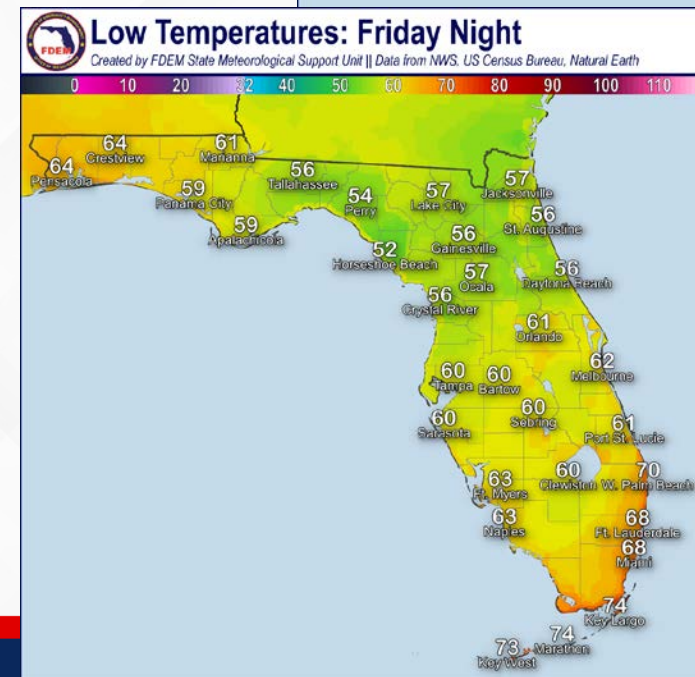 FDEM
Low Temperatures: Friday Night
Created by FDEM State Meteorological Support Unit || Data from NWS, US Census Bureau, Natural Earth
0 10 20 32 40 50 60 70 80 90 100 110
64
Crestview
61
Marianna
64
Pensacola
59
Panama City
56
Tallahassee
54
Perry
57
Lake City
57
Jacksonville
59
Apalachicola
56
St. Augustine
56
Gainesville
52
Horseshoe Beach
57
Ocala
56
Daytona Beach
56
Crystal River
61
Orlando
62
Melbourne
60
Tampa
60
Bartow
60
Sarasota
60
Sebring
61
Port St. Lucie
63
Ft. Myers
60
Clewiston
70
W. Palm Beach
63
Naples
68
Ft. Lauderdale
68
Miami
74
Key Largo
74
Marathon
73
Key West